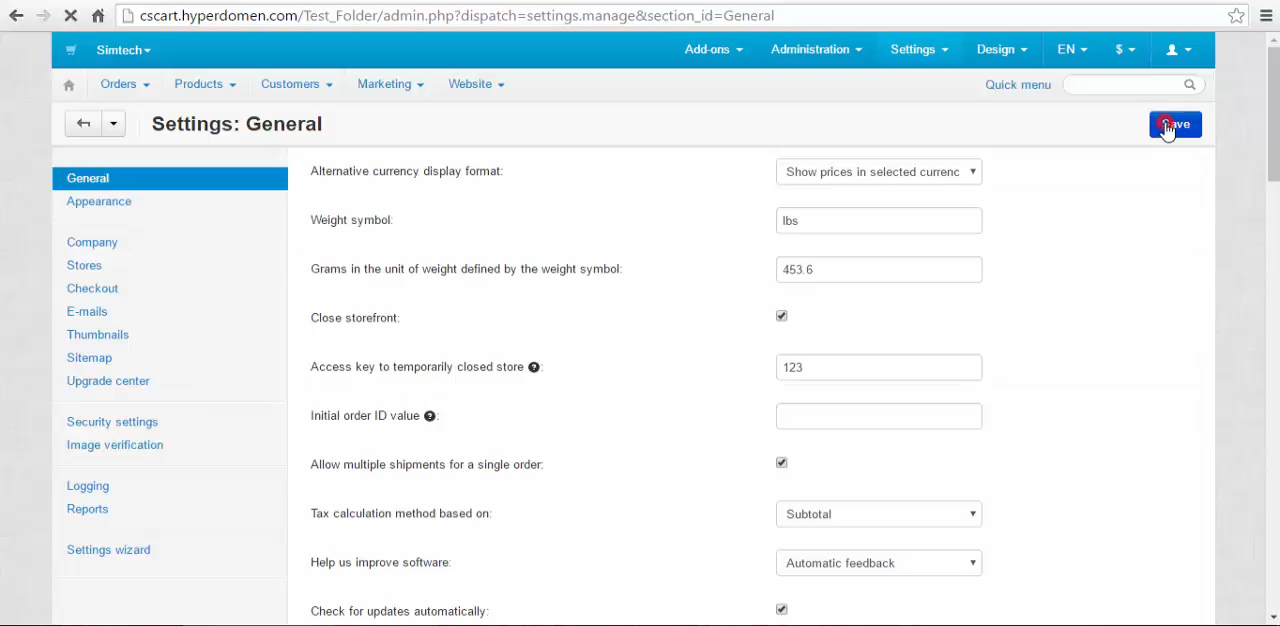 cscart.hyperdomen.com/Test_Folder/admin.php?dispatch=settings.manage&section_id=General
Simtech
Add-ons
Administration
Settings
Design
EN
$
Orders
Products
Customers
Marketing
Website
Quick menu
Settings: General
General
Appearance
Company
Stores
Checkout
E-mails
Thumbnails
Sitemap
Upgrade center
Security settings
Image verification
Logging
Reports
Settings wizard
Alternative currency display format:
Show prices in selected currenc
Weight symbol:
lbs
Grams in the unit of weight defined by the weight symbol:
453.6
Close storefront:
Access key to temporarily closed store ?:
123
Initial order ID value ?:
Allow multiple shipments for a single order:
Tax calculation method based on:
Subtotal
Help us improve software:
Automatic feedback
Check for updates automatically: